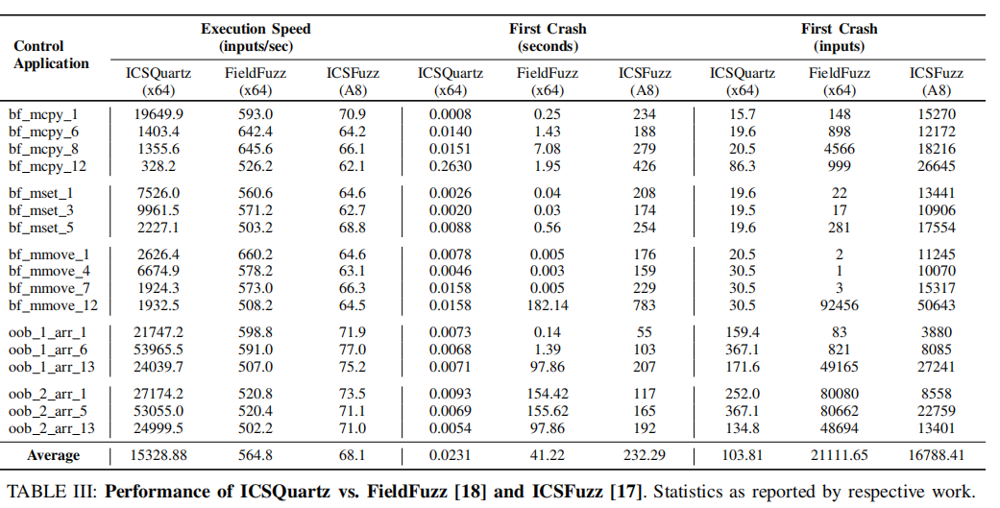 Control Application Execution Speed (inputs/sec) First Crash (seconds) First Crash (inputs)
ICSQuartz (x64) FieldFuzz (x64) ICSFuzz (A8) ICSQuartz (x64) FieldFuzz (x64) ICSFuzz (A8) ICSQuartz (x64) FieldFuzz (x64) ICSFuzz (A8)
bf_mcpy_1 19649.9 593.0 70.9 0.0008 0.25 234 15.7 148 15270
bf_mcpy_6 1403.4 642.4 64.2 0.0140 1.43 188 19.6 898 12172
bf_mcpy_8 1355.6 645.6 66.1 0.0151 7.08 279 20.5 4566 18216
bf_mcpy_12 328.2 526.2 62.1 0.2630 1.95 426 86.3 999 26645
bf_mset_1 7526.0 560.6 64.6 0.0026 0.04 208 19.6 22 13441
bf_mset_3 9961.5 571.2 62.7 0.0020 0.03 174 19.5 17 10906
bf_mset_5 2227.1 503.2 68.8 0.0088 0.56 254 19.6 281 17554
bf_mmove_1 2626.4 660.2 64.6 0.0078 0.005 176 20.5 2 11245
bf_mmove_4 6674.9 578.2 63.1 0.0046 0.003 159 30.5 1 10070
bf_mmove_7 1924.3 573.0 66.3 0.0158 0.005 229 30.5 3 15317
bf_mmove_12 1932.5 508.2 64.5 0.0158 182.14 783 30.5 92456 50643
oob_1_arr_1 21747.2 598.8 71.9 0.0073 0.14 55 159.4 83 3880
oob_1_arr_6 53965.5 591.0 77.0 0.0068 1.39 103 367.1 821 8085
oob_1_arr_13 24039.7 507.0 75.2 0.0071 97.86 207 171.6 49165 27241
oob_2_arr_1 27174.2 520.8 73.5 0.0093 154.42 117 252.0 80080 8558
oob_2_arr_5 53055.0 520.4 71.1 0.0069 155.62 165 367.1 80662 22759
oob_2_arr_13 24999.5 502.2 71.0 0.0054 97.86 192 134.8 48694 13401
Average 15328.88 564.8 68.1 0.0231 41.22 232.29 103.81 21111.65 16788.41
TABLE III: Performance of ICSQuartz vs. FieldFuzz [18] and ICSFuzz [17]. Statistics as reported by respective work.